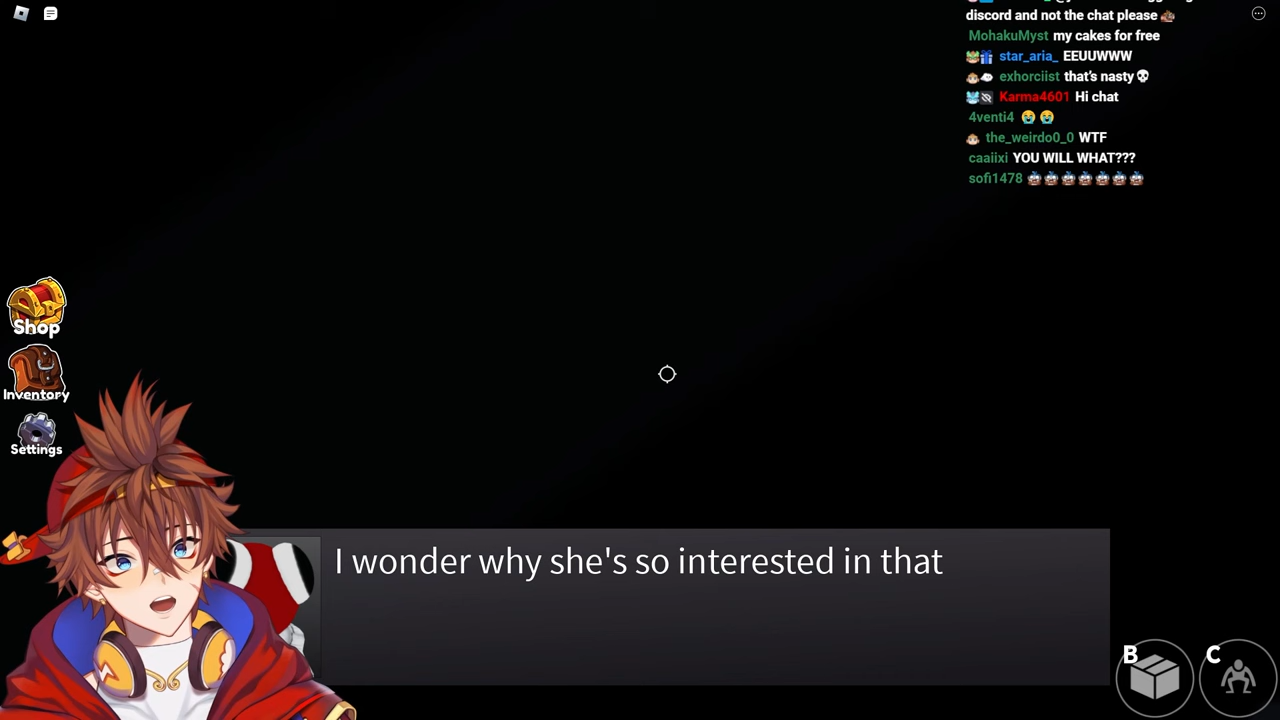 discord and not the chat please
MohakuMyst my cakes for free
star_aria_ EEUUWWW
exhorciist that's nasty💀
Karma4601 Hi chat
4venti4 😭 😭
the_weirdo0_0 WTF
caaiixi YOU WILL WHAT???
sofi1478
Shop
Inventory
Settings
I wonder why she's so interested in that
B
C